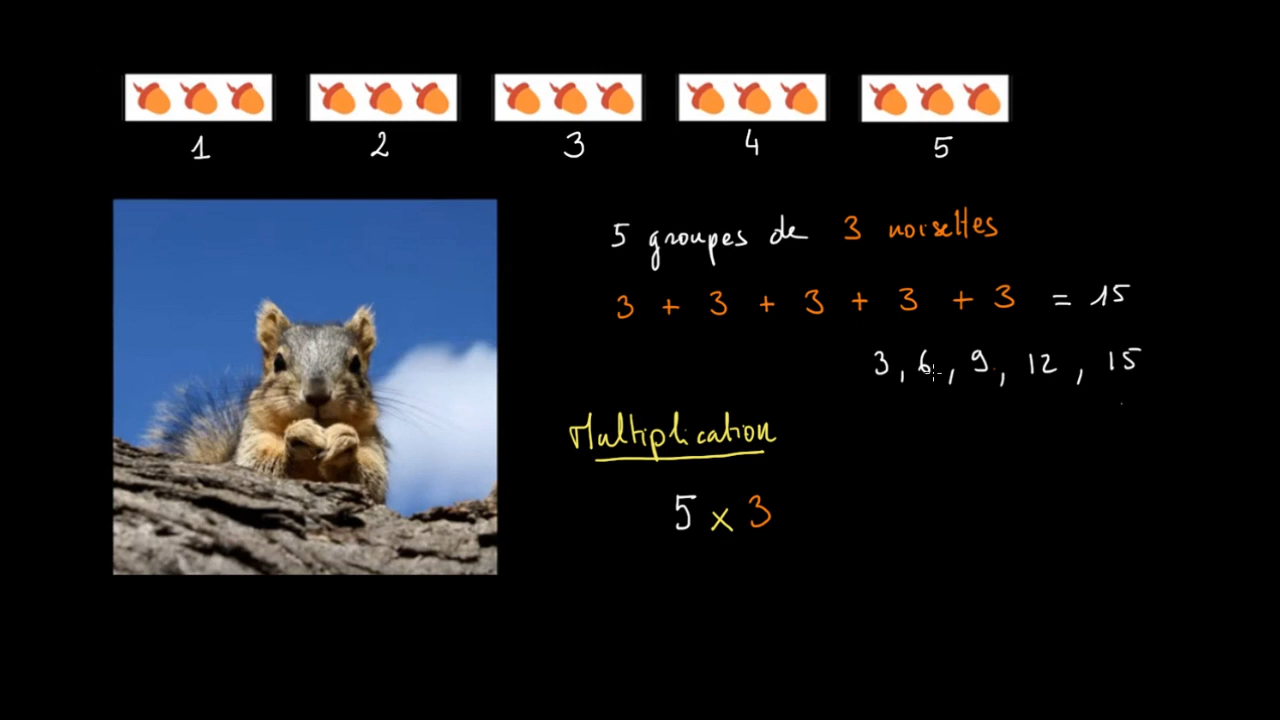 1 2 3 4 5
5 groupes de 3 noisettes
3 + 3 + 3 + 3 + 3 = 15
3, 6, 9, 12, 15
Multiplication
5 x 3